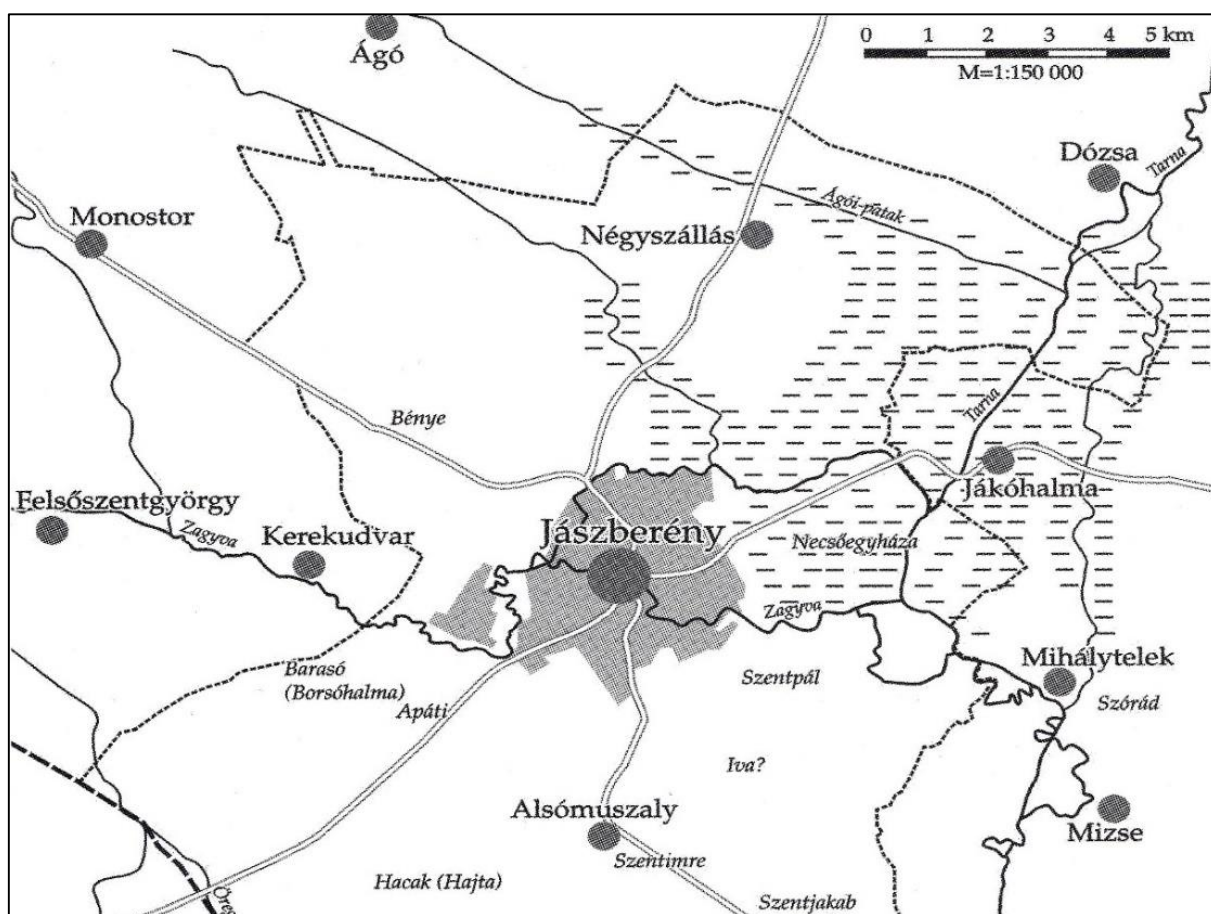 Ágó
0 1 2 3 4 5 km
M=1:150 000
Dózsa
Tarna
Ágói-patak
Monostor
Négyszállás
Tarna
Bénye
Jákóhalma
Felsőszentgyörgy
Zagyva
Kerekudvar
Jászberény
Necsőegyháza
Zagyva
Barasó
(Borsóhalma)
Apáti
Szentpál
Mihálytelek
Szórád
Iva?
Alsómuszaly
Mizse
Szentimre
Hacak (Hajta)
Szentjakab